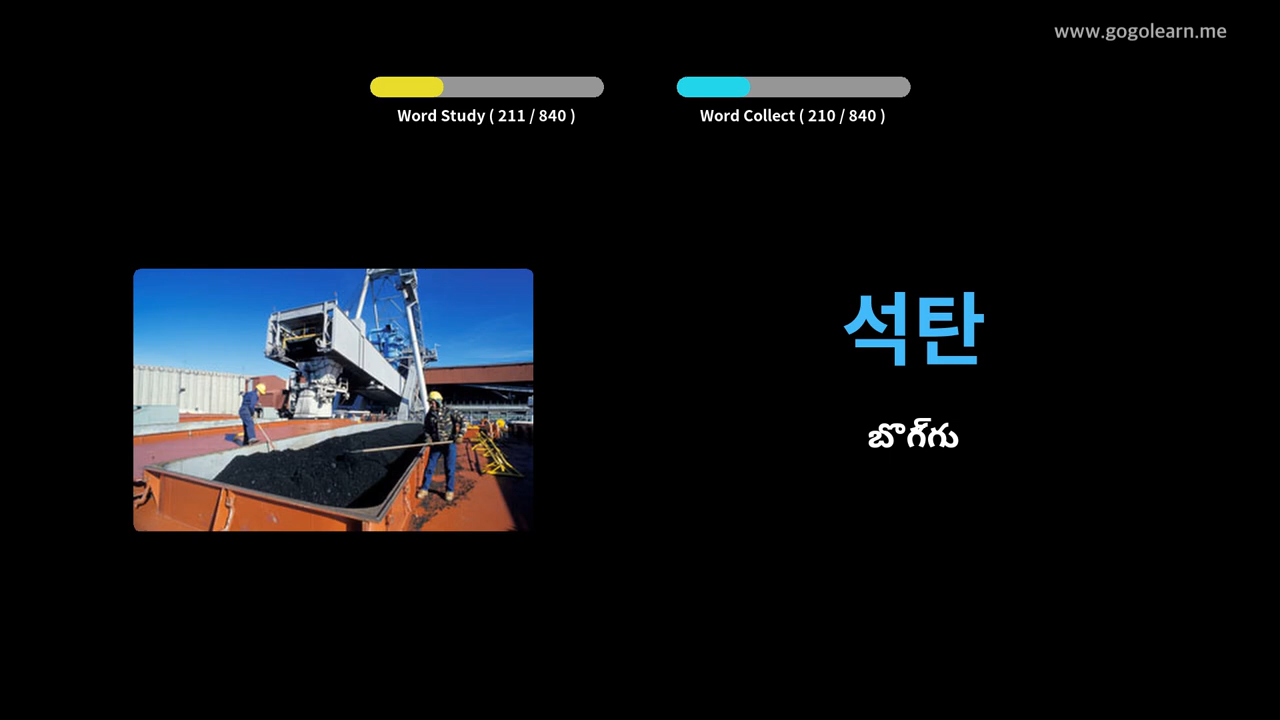 www.gogolearn.me
Word Study ( 211 / 840 )
Word Collect ( 210 / 840 )
석탄
బొగ్‌గు